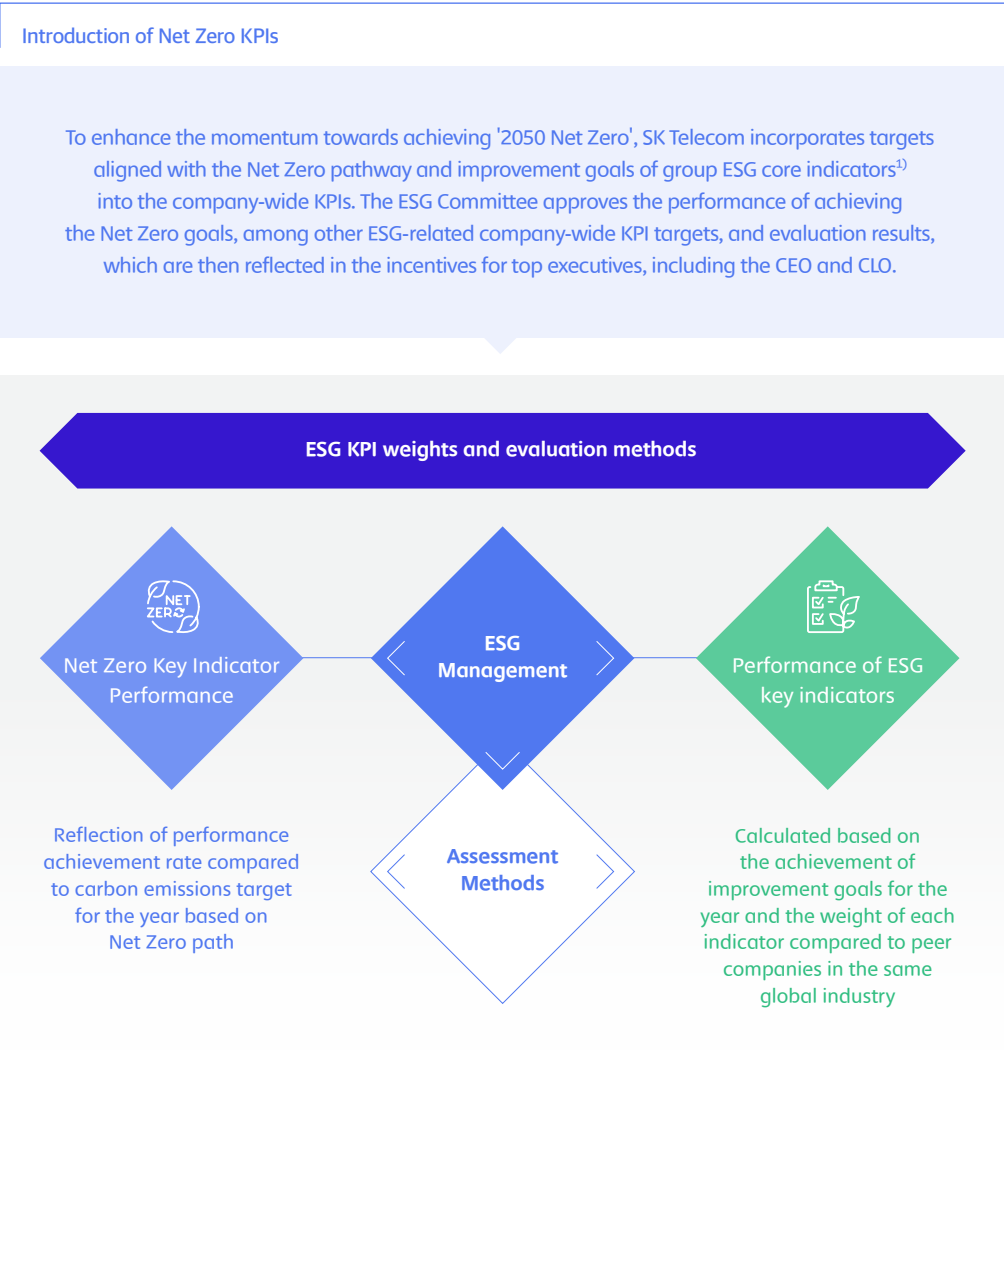 Introduction of Net Zero KPIs
To enhance the momentum towards achieving '2050 Net Zero', SK Telecom incorporates targets
aligned with the Net Zero pathway and improvement goals of group ESG core indicators1)
into the company-wide KPIs. The ESG Committee approves the performance of achieving
the Net Zero goals, among other ESG-related company-wide KPI targets, and evaluation results,
which are then reflected in the incentives for top executives, including the CEO and CLO.
ESG KPI weights and evaluation methods
NET
ZERO
Net Zero Key Indicator
Performance
ESG
Management
Performance of ESG
key indicators
Reflection of performance
achievement rate compared
to carbon emissions target
for the year based on
Net Zero path
Assessment
Methods
Calculated based on
the achievement of
improvement goals for the
year and the weight of each
indicator compared to peer
companies in the same
global industry